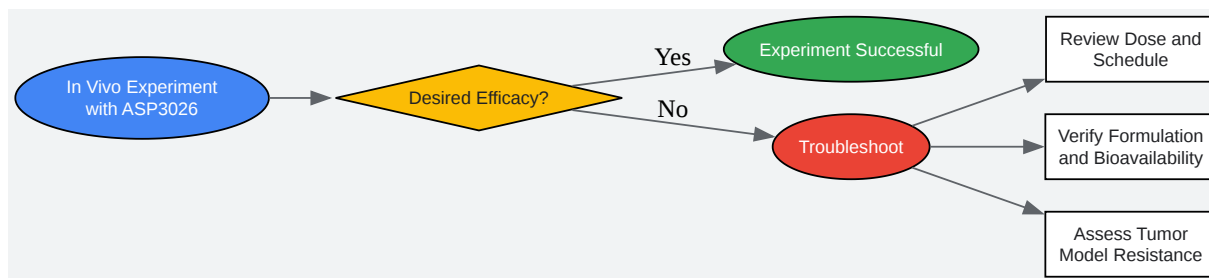 In Vivo Experiment
with ASP3026
Desired Efficacy?
Yes
No
Experiment Successful
Troubleshoot
Review Dose and
Schedule
Verify Formulation
and Bioavailability
Assess Tumor
Model Resistance